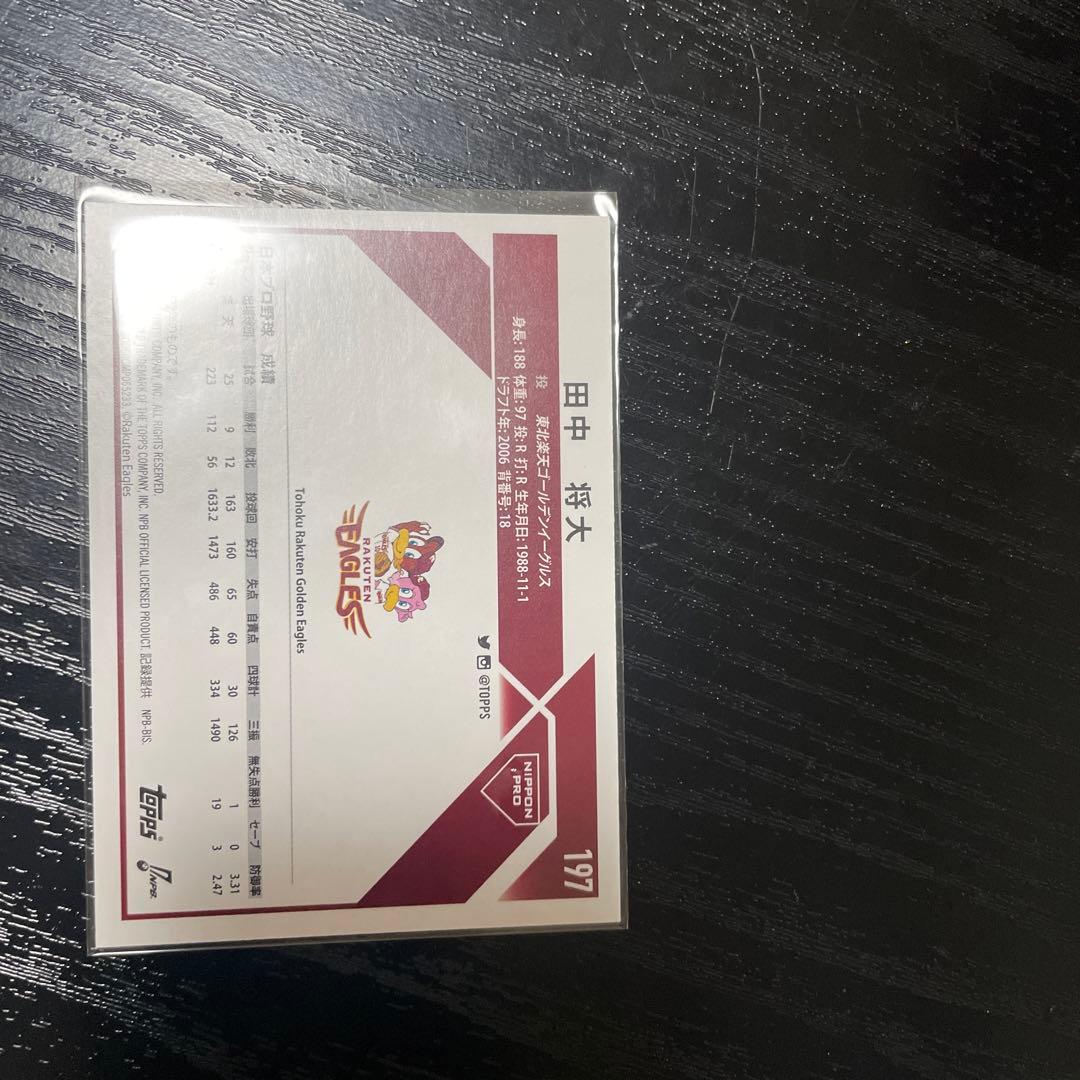 197
田中 将大
投 東北楽天ゴールデンイーグルス
身長: 188 体重: 97 投: R 打: R 生年月日: 1988-11-1
ドラフト年: 2006 背番号: 18
NIPPON
PRO
@TOPPS
RAKUTEN
EAGLES
Tohoku Rakuten Golden Eagles
日本プロ野球 成績
試合 勝利 敗北 投球回 安打 失点 自責点 四球計 三振 無失点勝利 セーブ 防御率
楽天 25 9 12 163 160 65 60 30 126 1 0 3.31
223 112 56 1633.2 1473 486 448 334 1490 19 3 2.47
COMPANY, INC. ALL RIGHTS RESERVED.
TRADEMARK OF THE TOPPS COMPANY, INC. NPB OFFICIAL LICENSED PRODUCT. 記録提供 NPB-BIS.
©Rakuten Eagles
TOPPS®
NPB